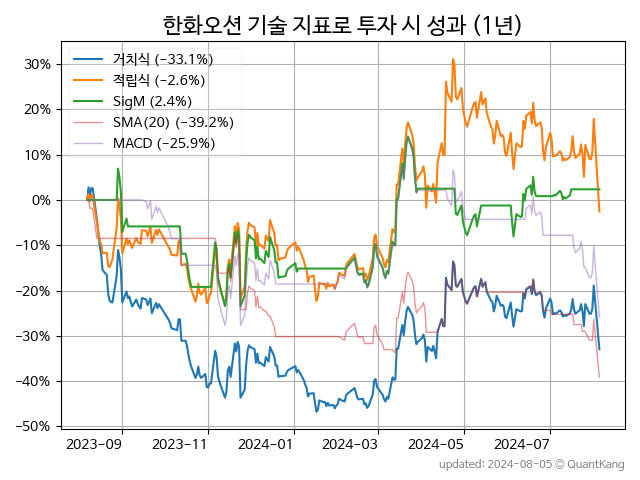 한화오션 기술 지표로 투자 시 성과 (1년)
거치식 (−33.1%)
적립식 (−2.6%)
SigM (2.4%)
SMA(20) (−39.2%)
MACD (−25.9%)
30%
20%
10%
0%
−10%
−20%
−30%
−40%
−50%
2023-09
2023-11
2024-01
2024-03
2024-05
2024-07
updated: 2024-08-05 © QuantKang